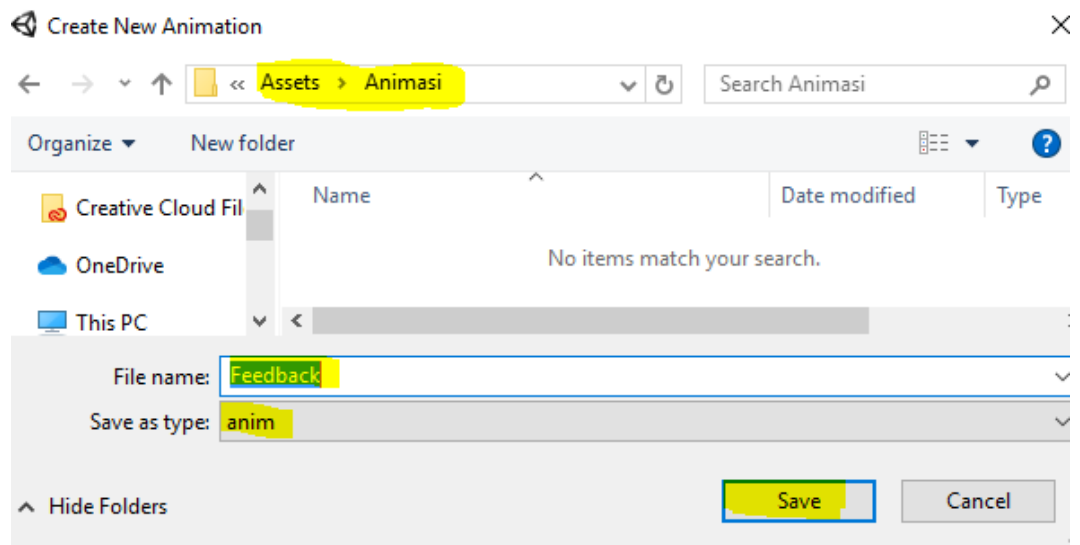 Create New Animation
« Assets > Animasi
Search Animasi
Organize
New folder
Name
Date modified
Type
Creative Cloud Fil
OneDrive
This PC
No items match your search.
File name: Feedback
Save as type: anim
Hide Folders
Save
Cancel